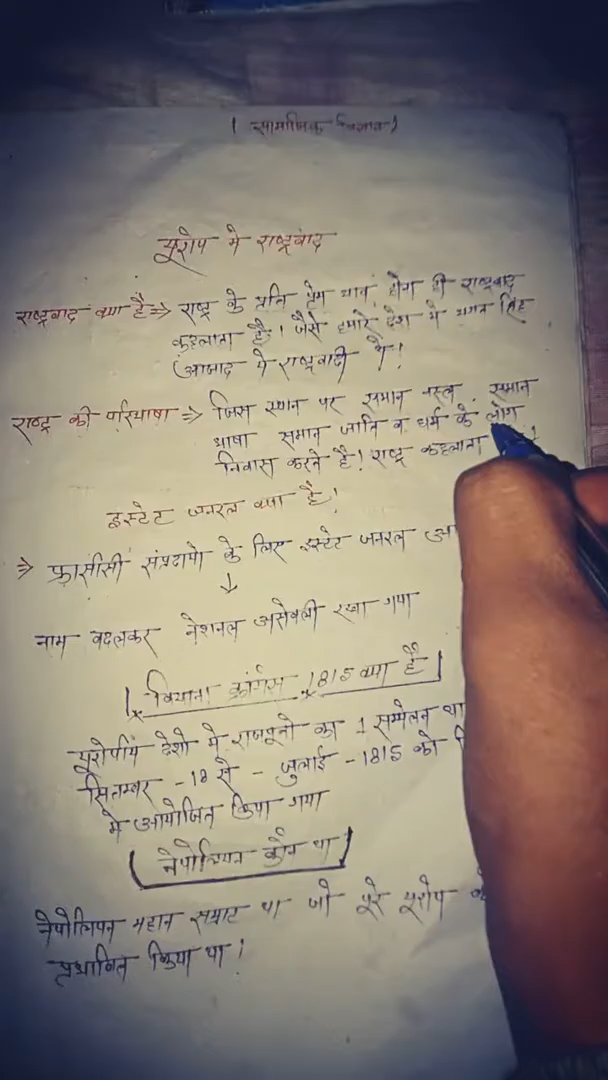 ( सामाजिक विज्ञान )
यूरोप मे राष्ट्रवाद
राष्ट्रवाद क्या है ⇒ राष्ट्र के प्रति प्रेम भाव, होना ही राष्ट्रवाद
कहलाता है। जैसे हमारे देश मे भगत सिंह
आजाद ये राष्ट्रवादी थे!
राष्ट्र की परिभाषा ⇒ जिस स्थान पर समान नस्ल, समान
भाषा समान जाति व धर्म के लोग
निवास करते है! राष्ट्र कहलाता
इस्टेट जनरल क्या है!
⇒ फ्रांसीसी के लिए इस्टेट जनरल
↓
नाम बदलकर नेशनल असेंबली रखा गया
वियाना कांग्रेस 1815 क्या है
यूरोपीय देशो मे राजदूतो का 1 सम्मेलन था
सितम्बर - 18 से - जुलाई - 1815 को
मे आयोजित किया गया
नेपोलियन कौन था
नेपोलियन महान सम्राट था जो पूरे यूरोप
प्रभावित किया था!